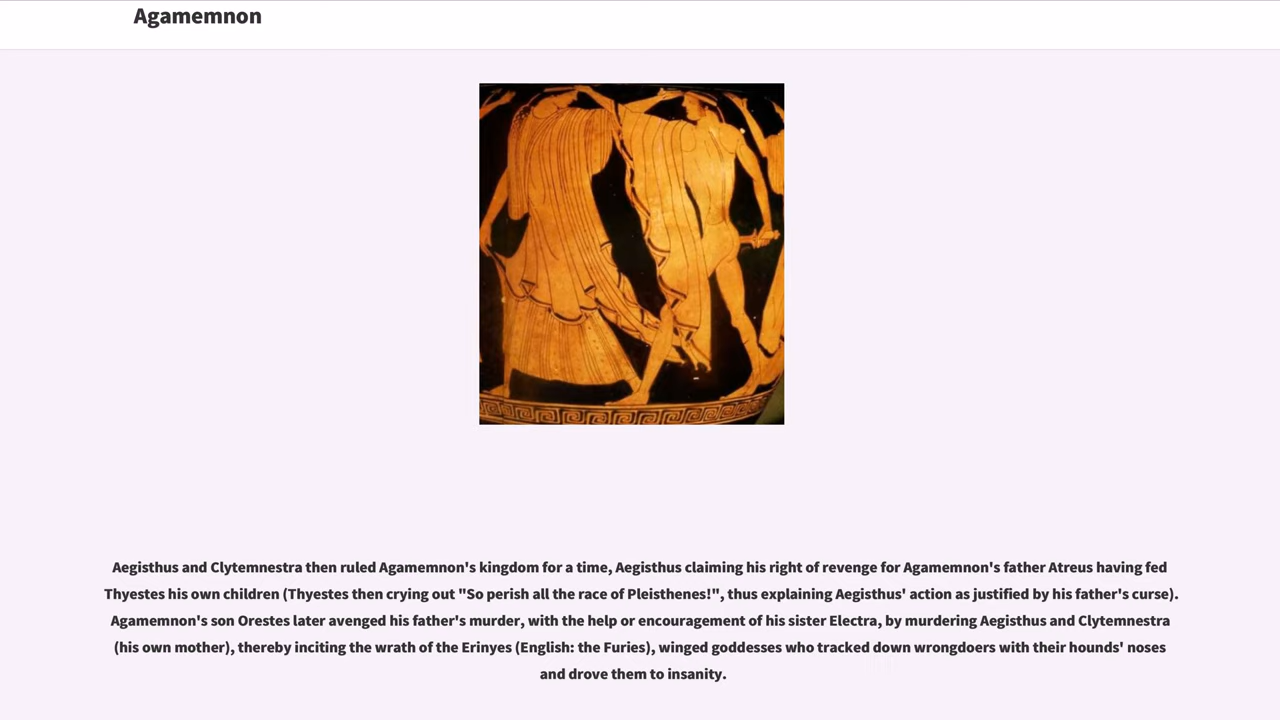 Agamemnon
Aegisthus and Clytemnestra then ruled Agamemnon's kingdom for a time, Aegisthus claiming his right of revenge for Agamemnon's father Atreus having fed
Thyestes his own children (Thyestes then crying out "So perish all the race of Pleisthenes!", thus explaining Aegisthus' action as justified by his father's curse).
Agamemnon's son Orestes later avenged his father's murder, with the help or encouragement of his sister Electra, by murdering Aegisthus and Clytemnestra
(his own mother), thereby inciting the wrath of the Erinyes (English: the Furies), winged goddesses who tracked down wrongdoers with their hounds' noses
and drove them to insanity.